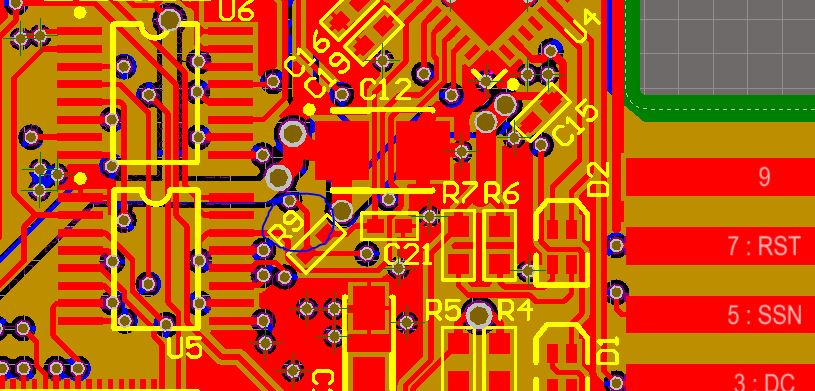 U6
U4
C16
C19
C12
C15
9
D2
R7 R6
R9
7 : RST
C21
R5
R4
5 : SSN
U5
D1
3 : DC